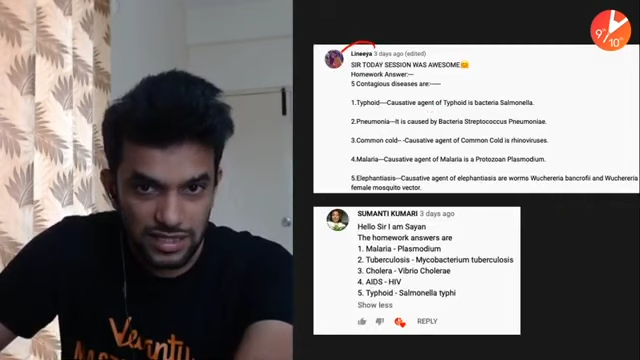 9th
10th
Lineeya 3 days ago (edited)
SIR TODAY SESSION WAS AWESOME😊
Homework Answer:---
5 Contagious diseases are:-----
1.Typhoid---Causative agent of Typhoid is bacteria Salmonella.
2.Pneumonia---It is caused by Bacteria Streptococcus Pneumoniae.
3.Common cold-- -Causative agent of Common Cold is rhinoviruses.
4.Malaria---Causative agent of Malaria is a Protozoan Plasmodium.
5.Elephantiasis---Causative agent of elephantiasis are worms Wuchereria bancrofii and Wuchereria
female mosquito vector.
SUMANTI KUMARI 3 days ago
Hello Sir I am Sayan
The homework answers are
1. Malaria - Plasmodium
2. Tuberculosis - Mycobacterium tuberculosis
3. Cholera - Vibrio Cholerae
4. AIDS - HIV
5. Typhoid - Salmonella typhi
Show less
REPLY
Vedantu